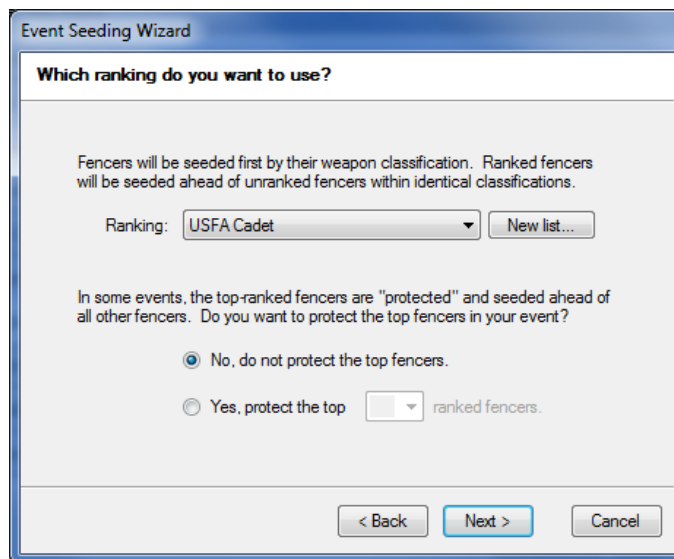 Event Seeding Wizard
Which ranking do you want to use?
Fencers will be seeded first by their weapon classification. Ranked fencers
will be seeded ahead of unranked fencers within identical classifications.
Ranking: USFA Cadet New list...
In some events, the top-ranked fencers are "protected" and seeded ahead of
all other fencers. Do you want to protect the top fencers in your event?
No, do not protect the top fencers.
Yes, protect the top ranked fencers.
< Back Next > Cancel